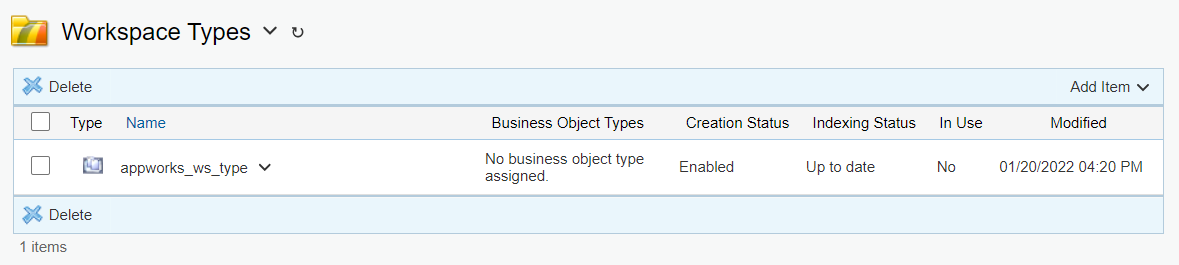 Workspace Types
Delete
Add Item
Type Name Business Object Types Creation Status Indexing Status In Use Modified
appworks_ws_type No business object type assigned. Enabled Up to date No 01/20/2022 04:20 PM
Delete
1 items